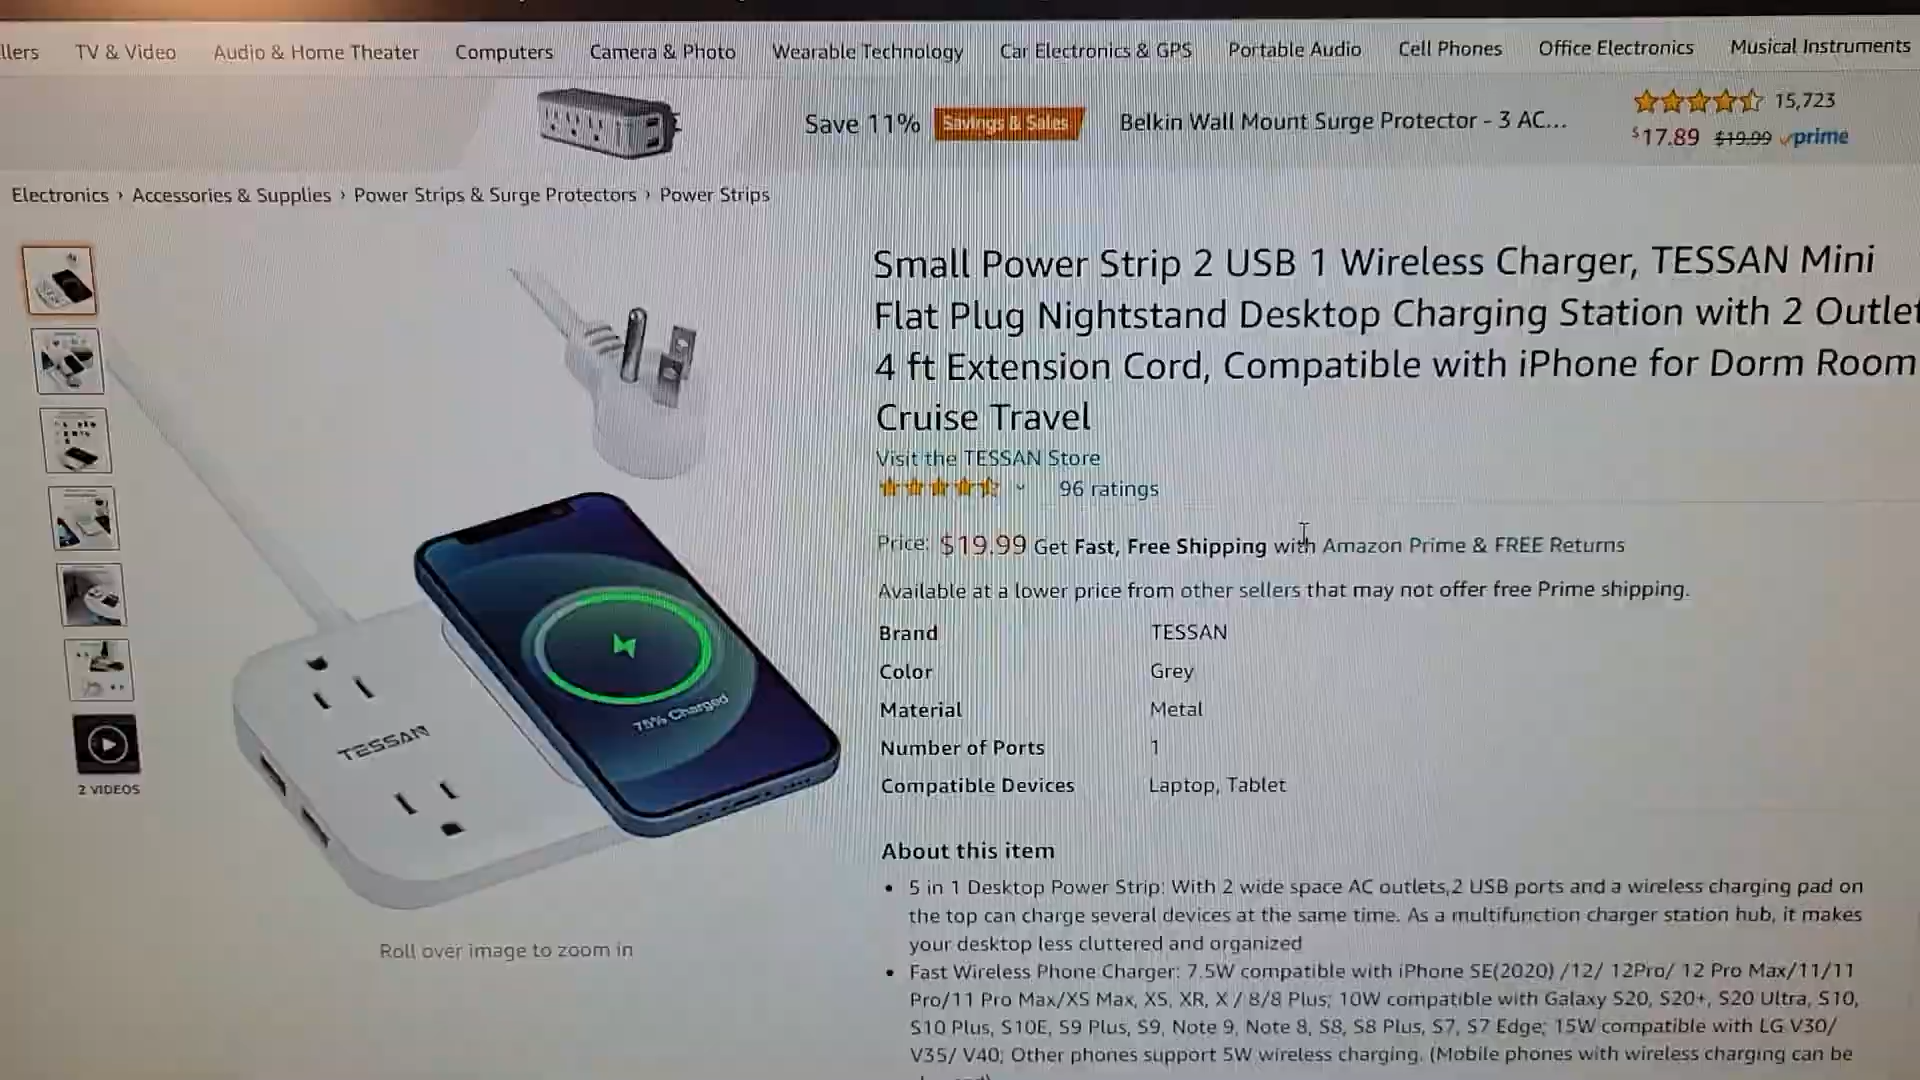 llers TV & Video Audio & Home Theater Computers Camera & Photo Wearable Technology Car Electronics & GPS Portable Audio Cell Phones Office Electronics Musical Instruments
Save 11% Savings & Sales Belkin Wall Mount Surge Protector - 3 AC... 15,723
$17.89 $19.99 prime
Electronics › Accessories & Supplies › Power Strips & Surge Protectors › Power Strips
Small Power Strip 2 USB 1 Wireless Charger, TESSAN Mini
Flat Plug Nightstand Desktop Charging Station with 2 Outlet
4 ft Extension Cord, Compatible with iPhone for Dorm Room
Cruise Travel
Visit the TESSAN Store
96 ratings
Price: $19.99 Get Fast, Free Shipping with Amazon Prime & FREE Returns
Available at a lower price from other sellers that may not offer free Prime shipping.
Brand TESSAN
Color Grey
Material Metal
Number of Ports 1
Compatible Devices Laptop, Tablet
75% Charged
TESSAN
2 VIDEOS
Roll over image to zoom in
About this item
• 5 in 1 Desktop Power Strip: With 2 wide space AC outlets,2 USB ports and a wireless charging pad on
the top can charge several devices at the same time. As a multifunction charger station hub, it makes
your desktop less cluttered and organized
• Fast Wireless Phone Charger: 7.5W compatible with iPhone SE(2020) /12/ 12Pro/ 12 Pro Max/11/11
Pro/11 Pro Max/XS Max, XS, XR, X / 8/8 Plus; 10W compatible with Galaxy S20, S20+, S20 Ultra, S10,
S10 Plus, S10E, S9 Plus, S9, Note 9, Note 8, S8, S8 Plus, S7, S7 Edge; 15W compatible with LG V30/
V35/ V40; Other phones support 5W wireless charging. (Mobile phones with wireless charging can be